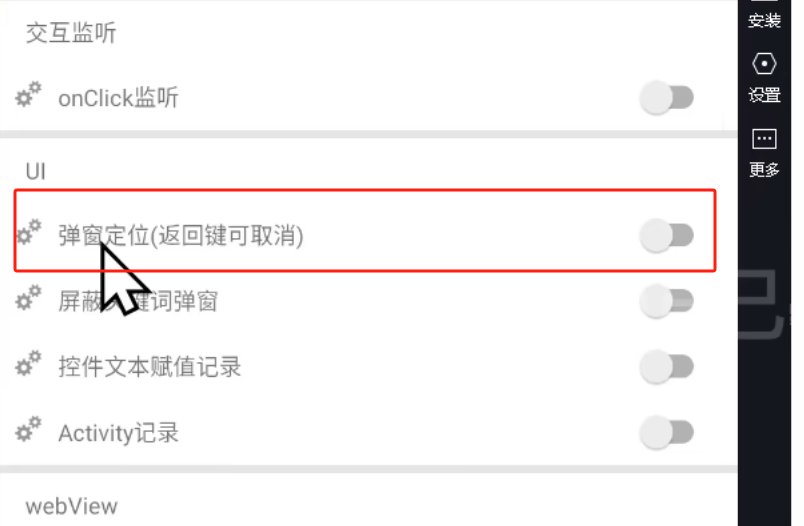 交互监听
安装
onClick监听
设置
UI
更多
弹窗定位(返回键可取消)
屏蔽关键词弹窗
控件文本赋值记录
Activity记录
webView